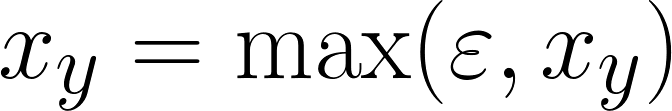 x_y = max(ε, x_y)